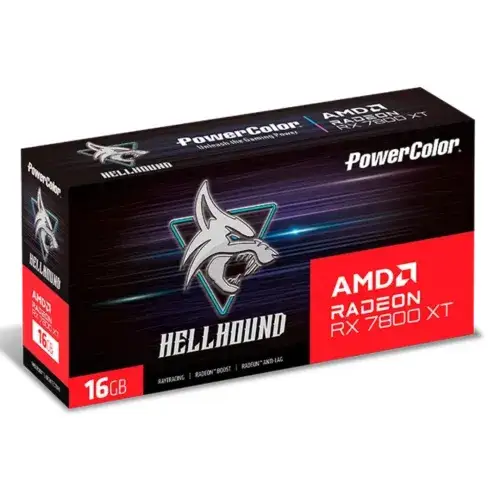 PowerColor
Unleash the Gaming Power
AMD
RADEON
RX 7800 XT
PowerColor
HELLHOUND
AMD
RADEON
RX 7800 XT
16GB
RAYTRACING | RADEON™ BOOST | RADEON™ ANTI-LAG
PowerColor
HELLHOUND
AMD
RADEON
RX 7800 XT
16GB